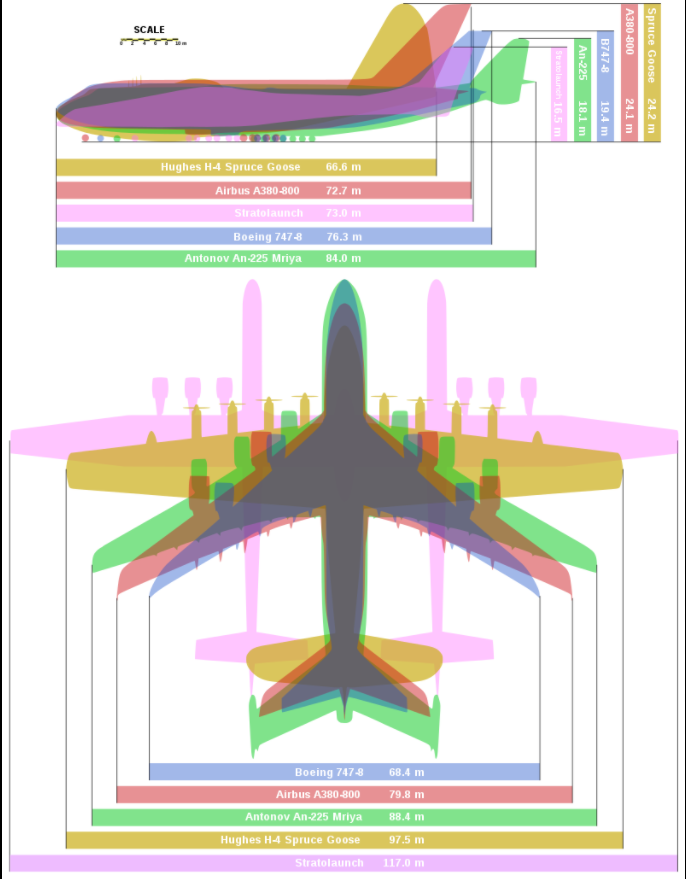 SCALE
0 2 4 6 8 10 m
Stratolaunch 16.5 m
An-225 18.1 m
B747-8 19.4 m
A380-800 24.1 m
Spruce Goose 24.2 m
Hughes H-4 Spruce Goose 66.6 m
Airbus A380-800 72.7 m
Stratolaunch 73.0 m
Boeing 747-8 76.3 m
Antonov An-225 Mriya 84.0 m
Boeing 747-8 68.4 m
Airbus A380-800 79.8 m
Antonov An-225 Mriya 88.4 m
Hughes H-4 Spruce Goose 97.5 m
Stratolaunch 117.0 m